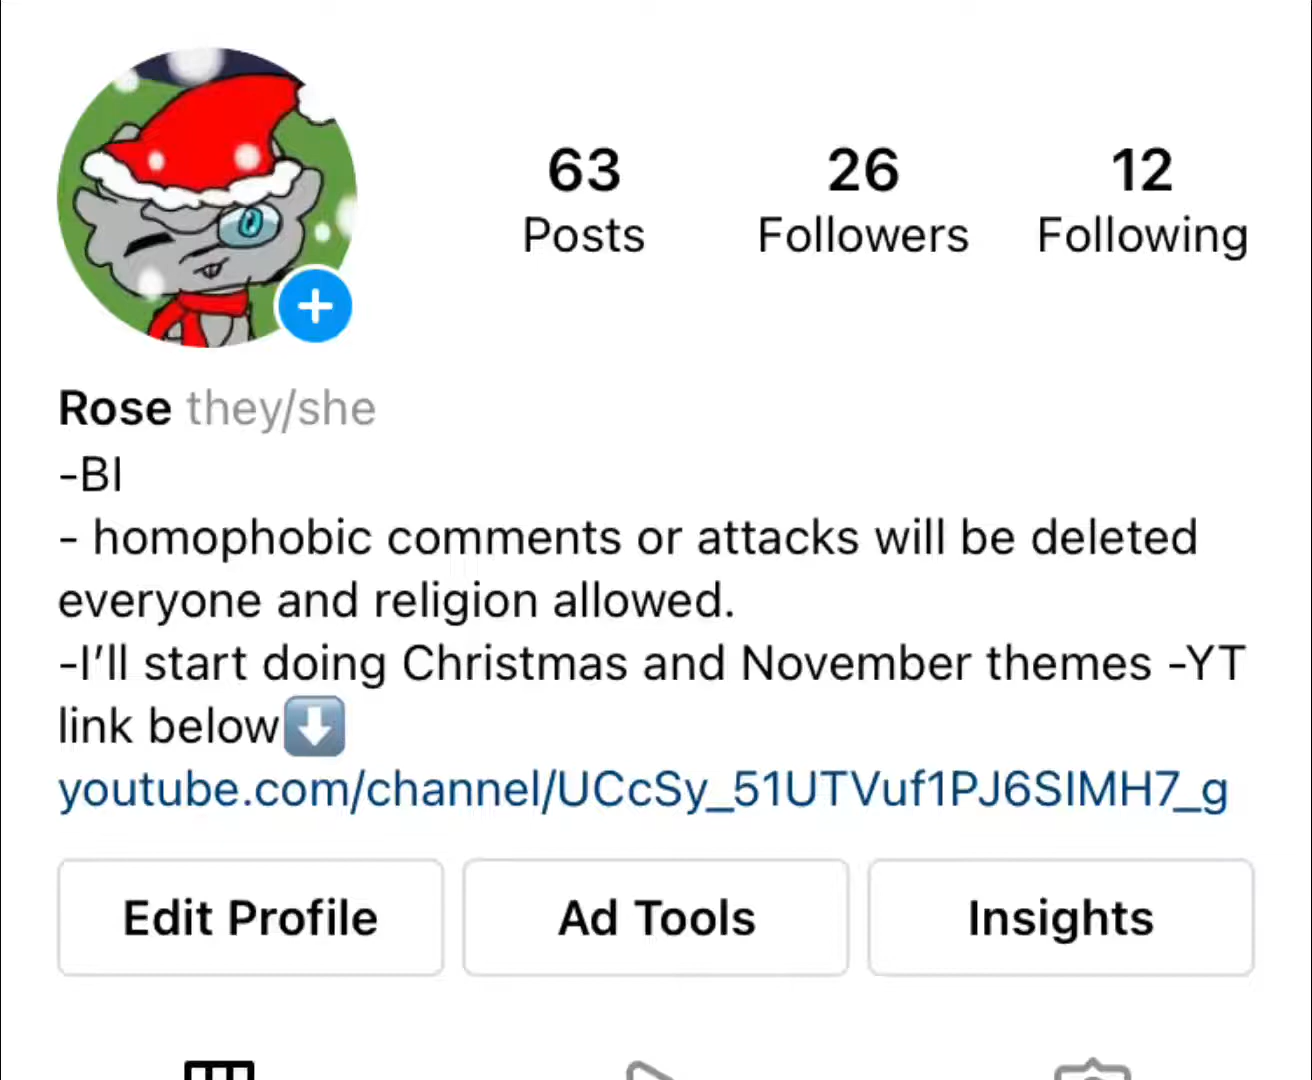 63 26 12
Posts Followers Following
Rose they/she
-BI
- homophobic comments or attacks will be deleted
everyone and religion allowed.
-I’ll start doing Christmas and November themes -YT
link below⬇️
youtube.com/channel/UCcSy_51UTVuf1PJ6SIMH7_g
Edit Profile Ad Tools Insights